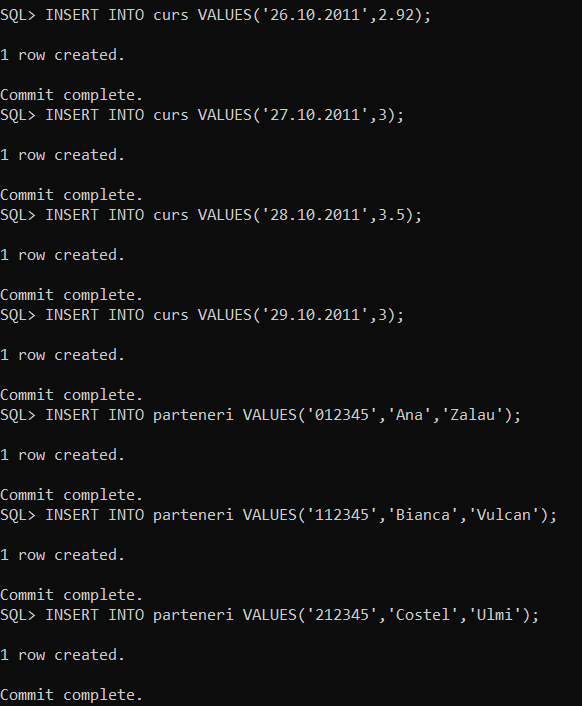 SQL> INSERT INTO curs VALUES('26.10.2011',2.92);
1 row created.
Commit complete.
SQL> INSERT INTO curs VALUES('27.10.2011',3);
1 row created.
Commit complete.
SQL> INSERT INTO curs VALUES('28.10.2011',3.5);
1 row created.
Commit complete.
SQL> INSERT INTO curs VALUES('29.10.2011',3);
1 row created.
Commit complete.
SQL> INSERT INTO parteneri VALUES('012345','Ana','Zalau');
1 row created.
Commit complete.
SQL> INSERT INTO parteneri VALUES('112345','Bianca','Vulcan');
1 row created.
Commit complete.
SQL> INSERT INTO parteneri VALUES('212345','Costel','Ulmi');
1 row created.
Commit complete.